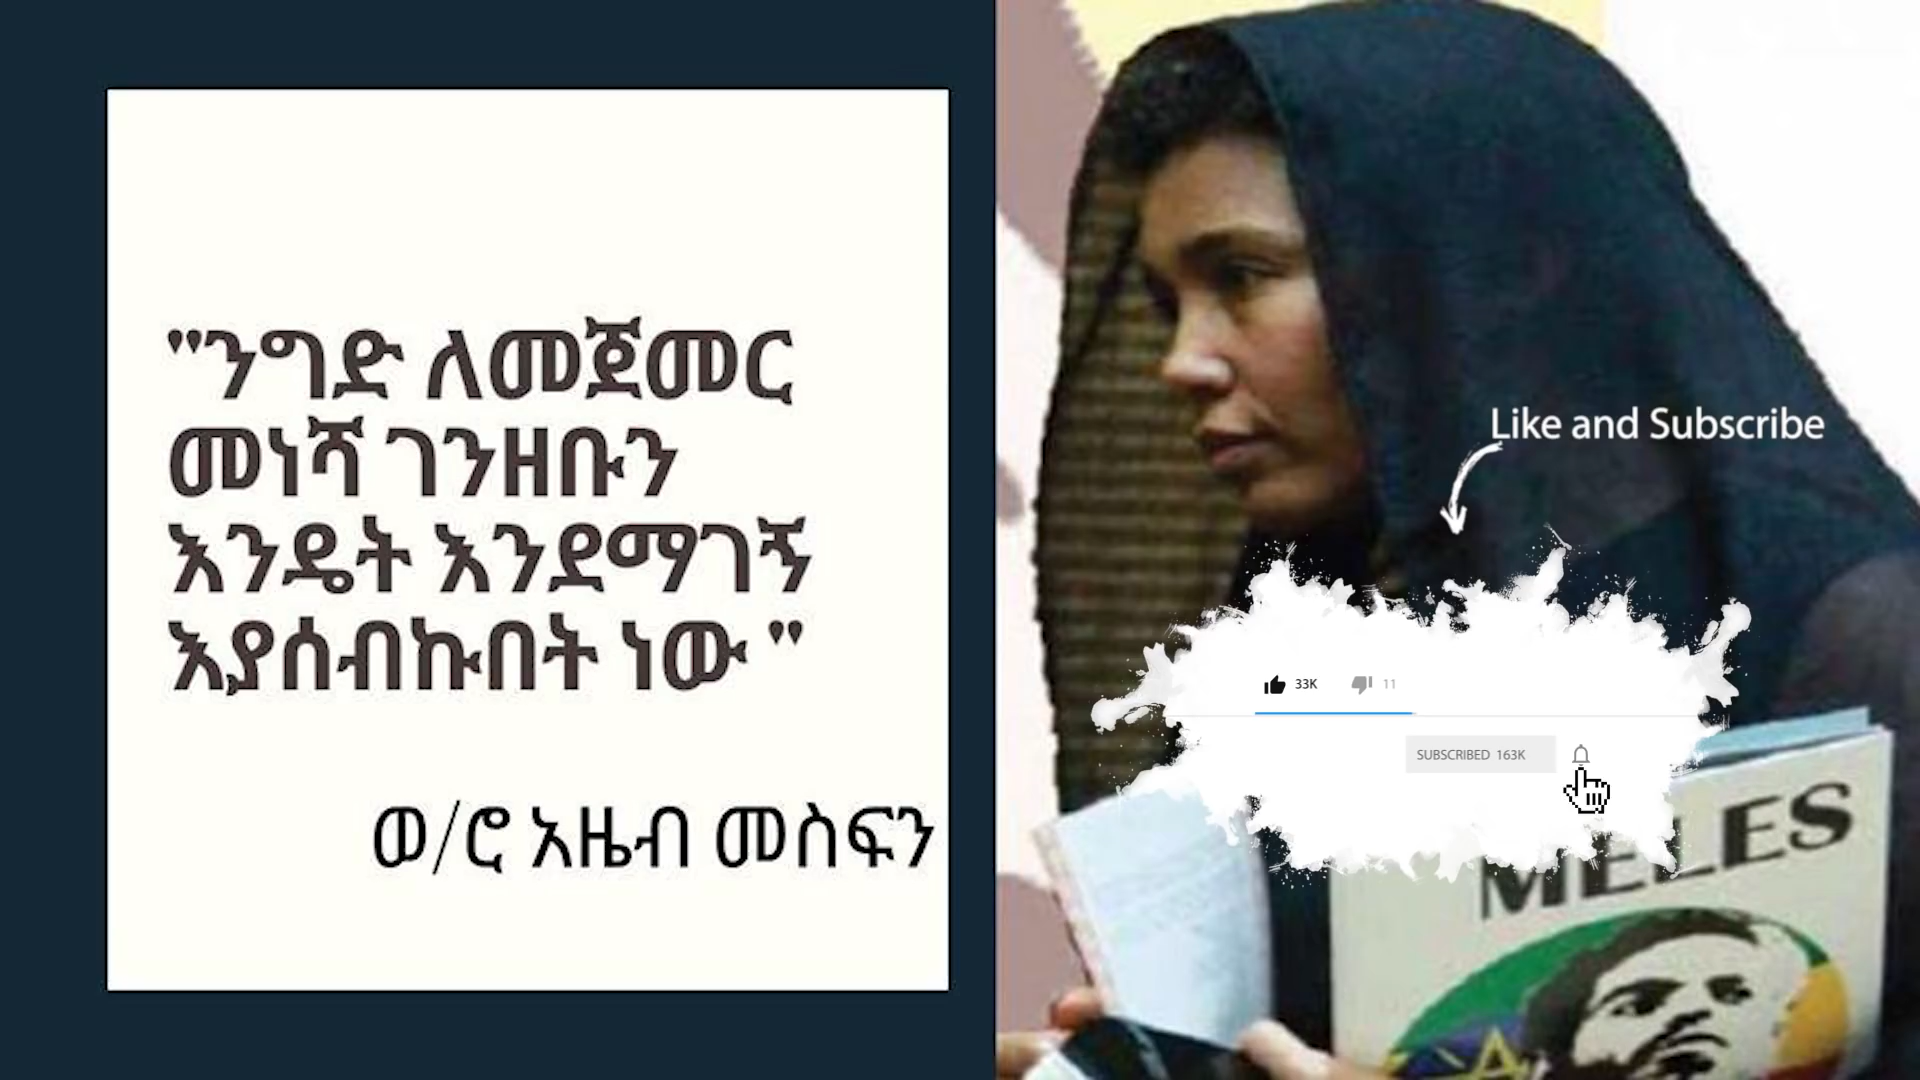 "ንግድ ለመጀመር
መነሻ ገንዘቡን
እንዴት እንደማገኝ
እያሰብኩበት ነው "
ወ/ሮ አዜብ መስፍን
Like and Subscribe
33K 11
SUBSCRIBED 163K
MELES